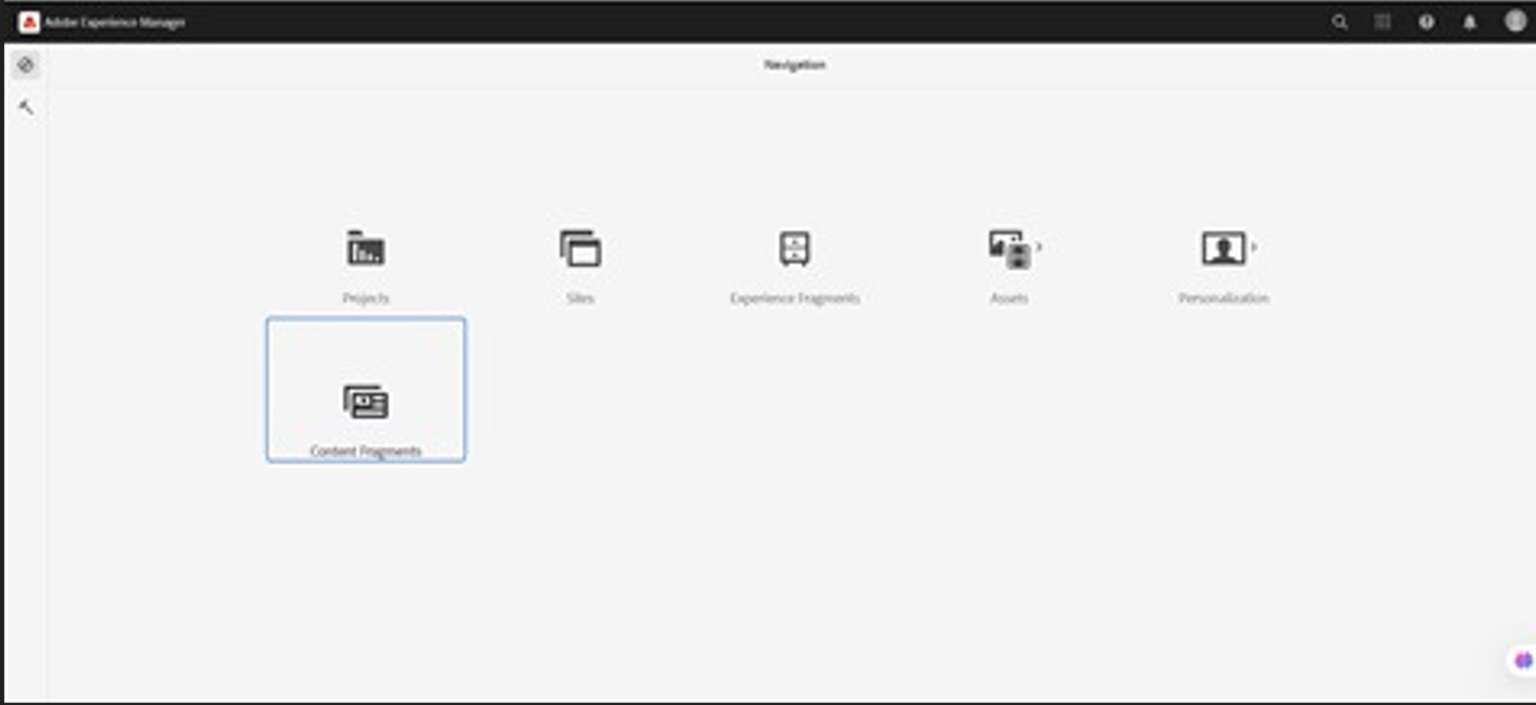 Adobe Experience Manager
Navigation
Projects
Sites
Experience Fragments
Assets
Personalization
Content Fragments